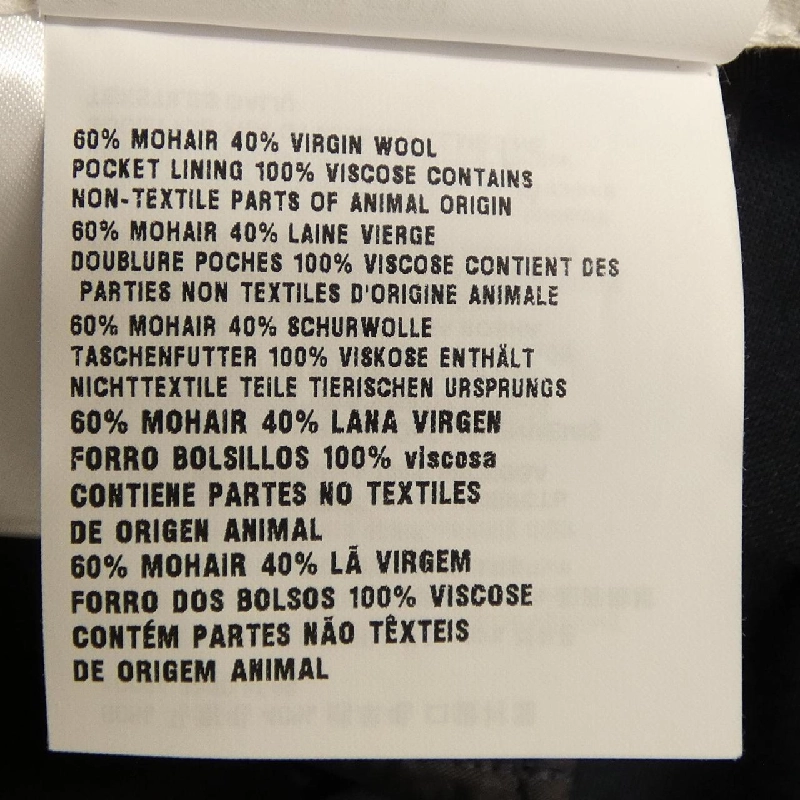 60% MOHAIR 40% VIRGIN WOOL
POCKET LINING 100% VISCOSE CONTAINS
NON-TEXTILE PARTS OF ANIMAL ORIGIN
60% MOHAIR 40% LAINE VIERGE
DOUBLURE POCHES 100% VISCOSE CONTIENT DES
PARTIES NON TEXTILES D'ORIGINE ANIMALE
60% MOHAIR 40% SCHURWOLLE
TASCHENFUTTER 100% VISKOSE ENTHÄLT
NICHTTEXTILE TEILE TIERISCHEN URSPRUNGS
60% MOHAIR 40% LANA VIRGEN
FORRO BOLSILLOS 100% viscosa
CONTIENE PARTES NO TEXTILES
DE ORIGEN ANIMAL
60% MOHAIR 40% LÃ VIRGEM
FORRO DOS BOLSOS 100% VISCOSE
CONTÉM PARTES NÃO TÊXTEIS
DE ORIGEM ANIMAL